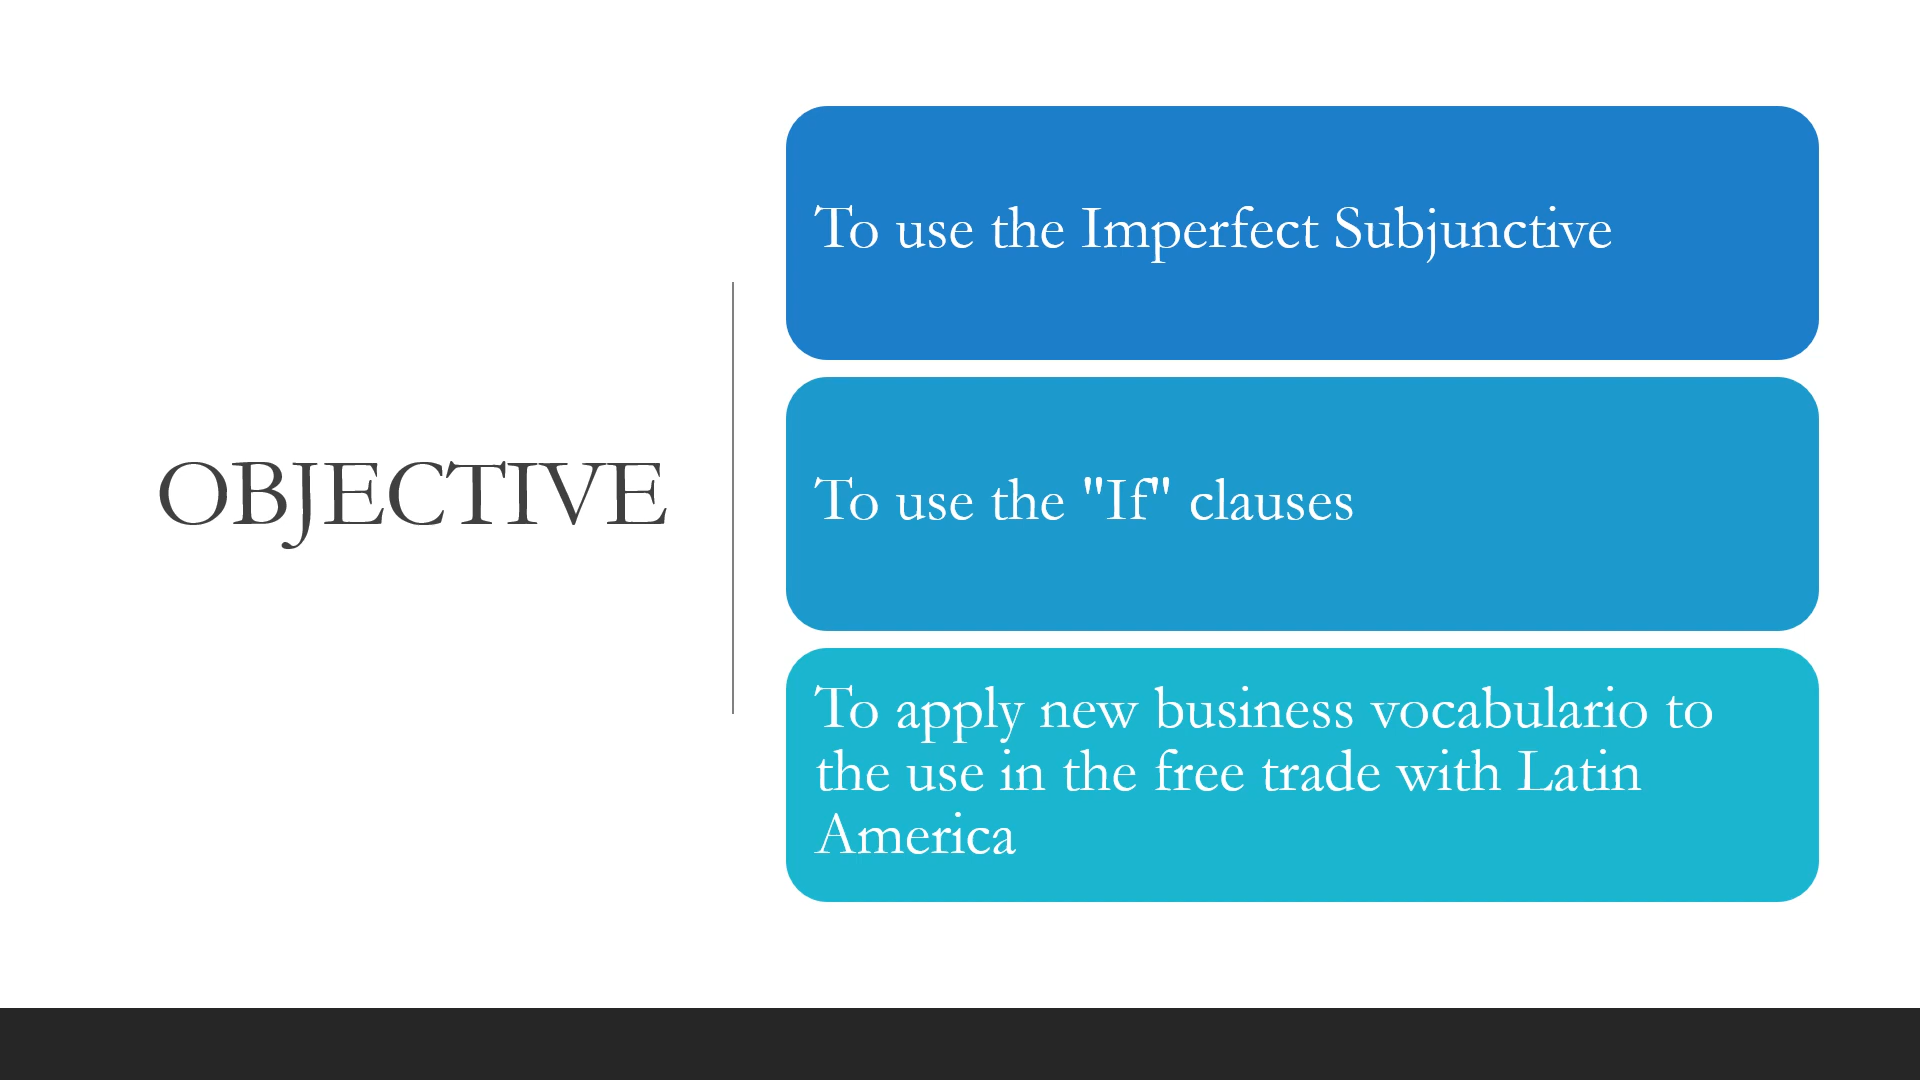 OBJECTIVE
To use the Imperfect Subjunctive
To use the "If" clauses
To apply new business vocabulario to
the use in the free trade with Latin
America